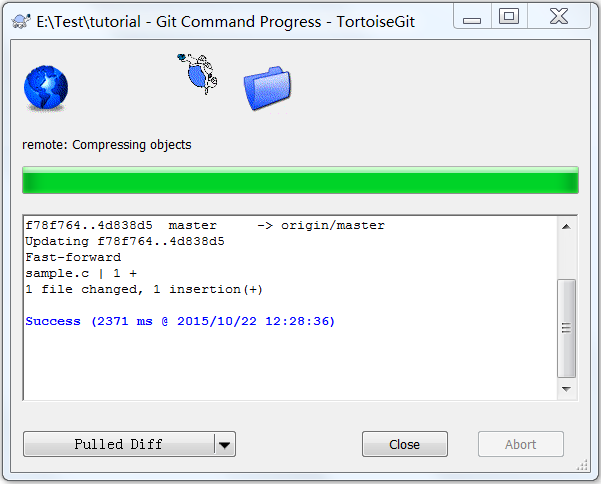 E:\Test\tutorial - Git Command Progress - TortoiseGit
remote: Compressing objects
f78f764..4d838d5  master     -> origin/master
Updating f78f764..4d838d5
Fast-forward
sample.c | 1 +
1 file changed, 1 insertion(+)
Success (2371 ms @ 2015/10/22 12:28:36)
Pulled Diff
Close
Abort